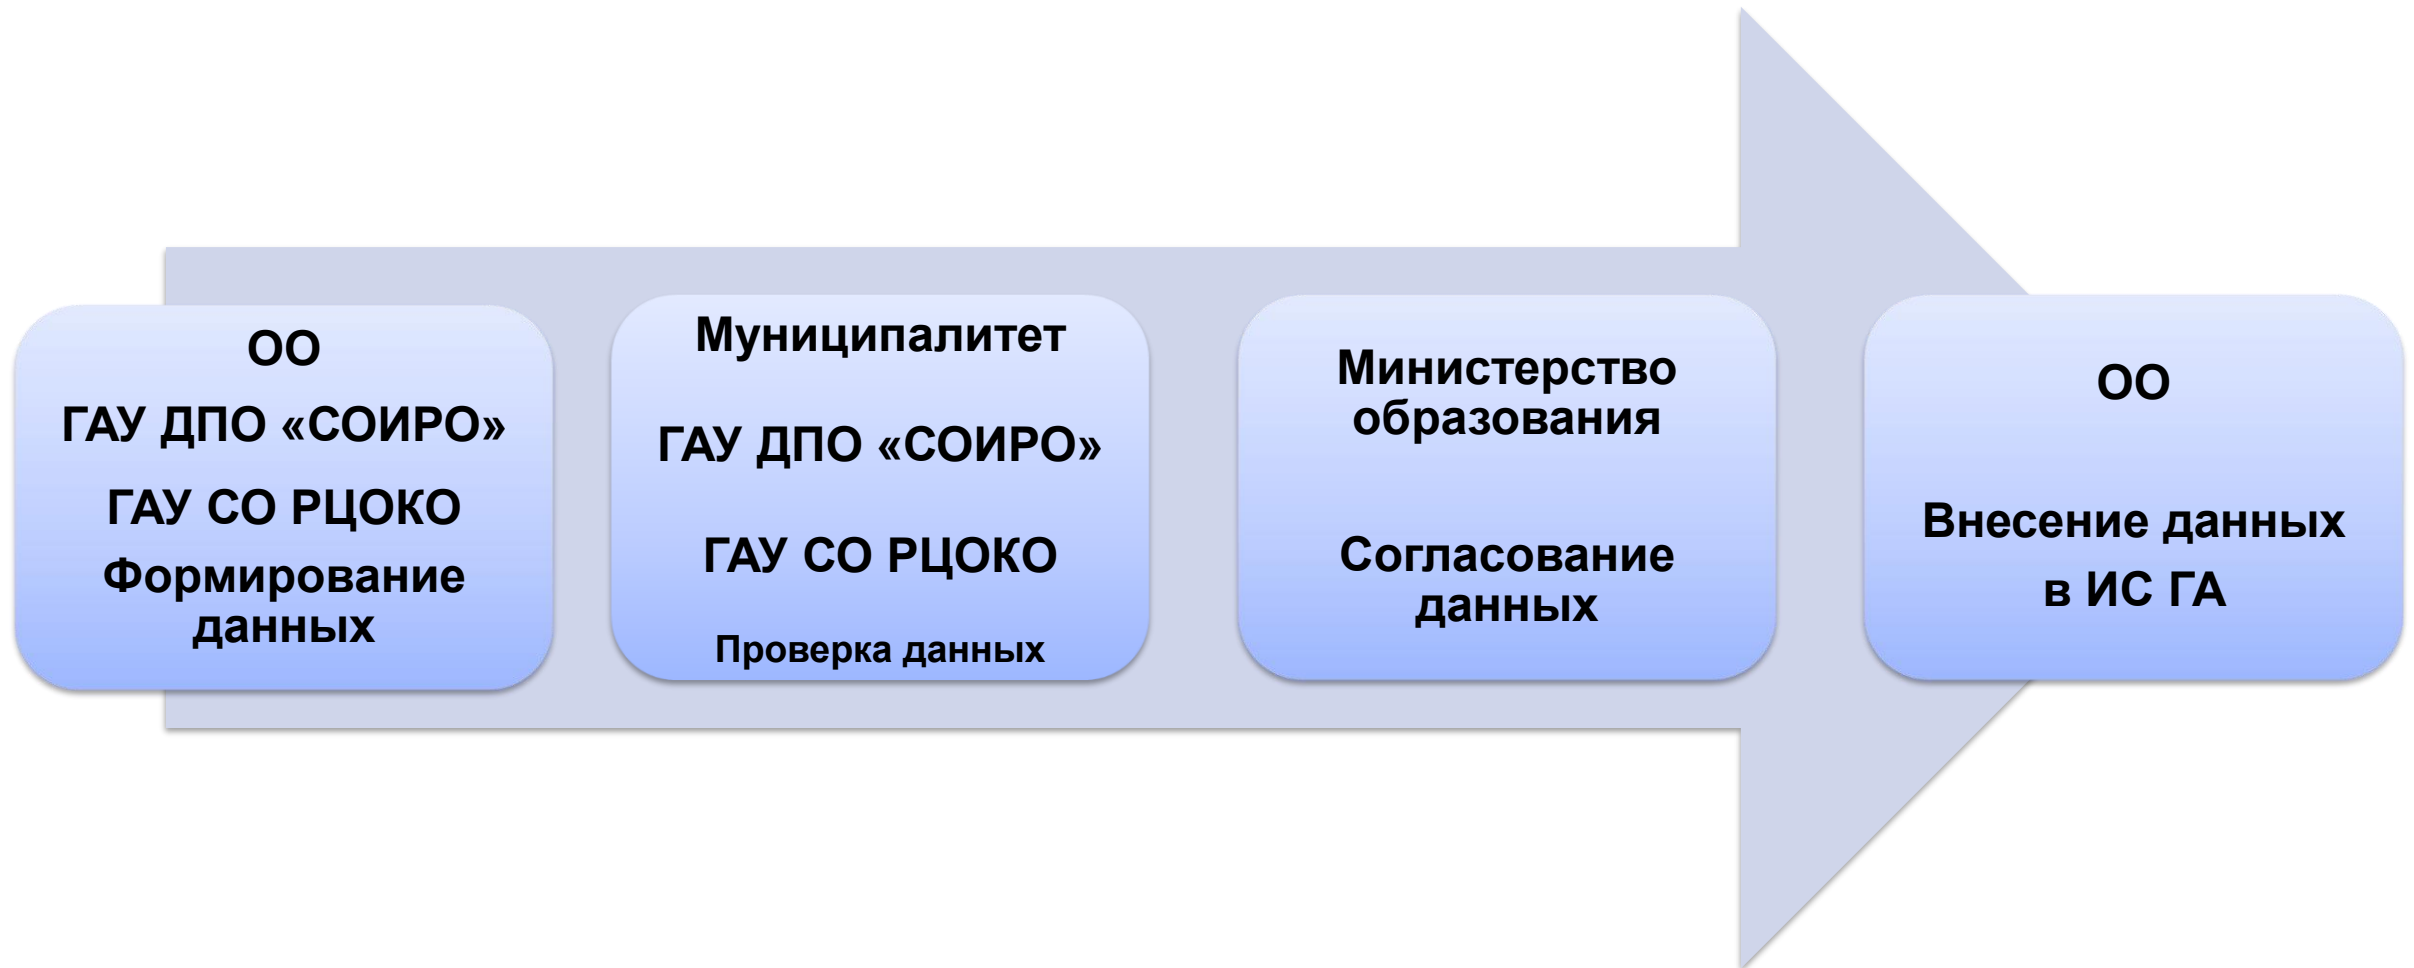 ОО
ГАУ ДПО «СОИРО»
ГАУ СО РЦОКО
Формирование
данных
Муниципалитет
ГАУ ДПО «СОИРО»
ГАУ СО РЦОКО
Проверка данных
Министерство
образования
Согласование
данных
ОО
Внесение данных
в ИС ГА